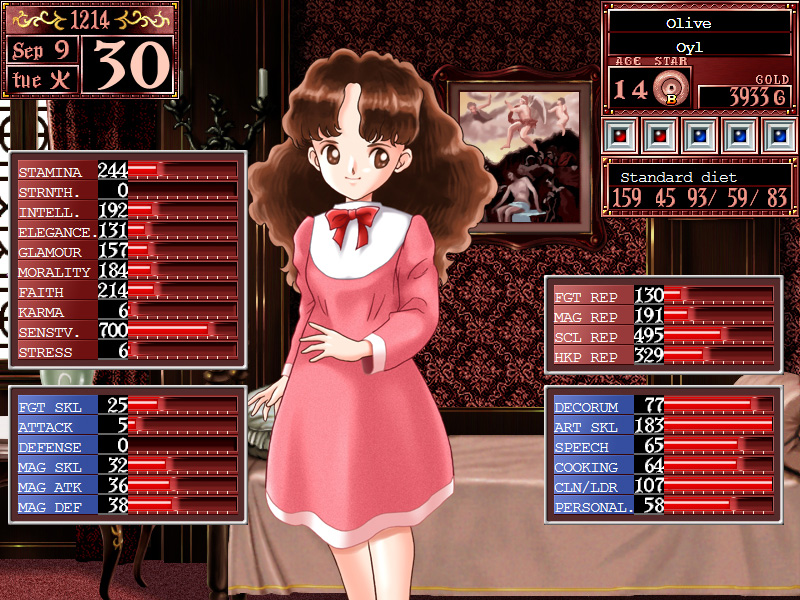 1214
Sep 9
tue 火
30
Olive
Oyl
AGE STAR
14 B
GOLD
3933 G
Standard diet
159 45 93/ 59/ 83
STAMINA 244
STRNTH. 0
INTELL. 192
ELEGANCE. 131
GLAMOUR 157
MORALITY 184
FAITH 214
KARMA 6
SENSTV. 700
STRESS 6
FGT REP 130
MAG REP 191
SCL REP 495
HKP REP 329
FGT SKL 25
ATTACK 5
DEFENSE 0
MAG SKL 32
MAG ATK 36
MAG DEF 38
DECORUM 77
ART SKL 183
SPEECH 65
COOKING 64
CLN/LDR 107
PERSONAL. 58